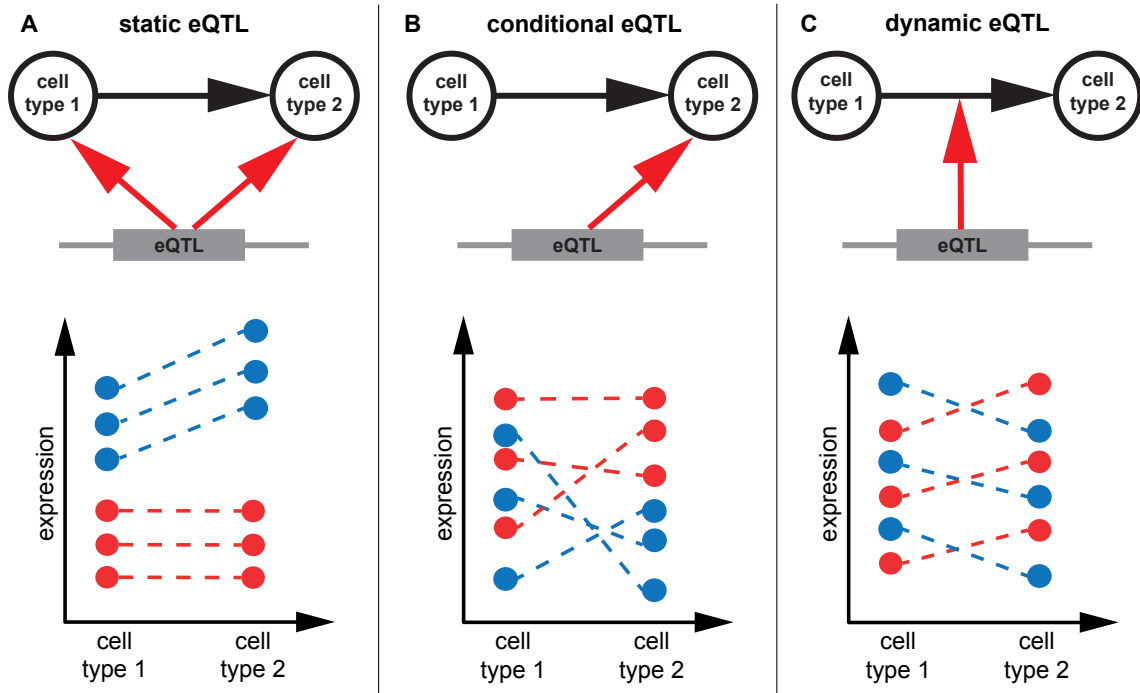 A static eQTL
cell
type 1
cell
type 2
eQTL
expression
cell
type 1
cell
type 2
B conditional eQTL
cell
type 1
cell
type 2
eQTL
expression
cell
type 1
cell
type 2
C dynamic eQTL
cell
type 1
cell
type 2
eQTL
expression
cell
type 1
cell
type 2